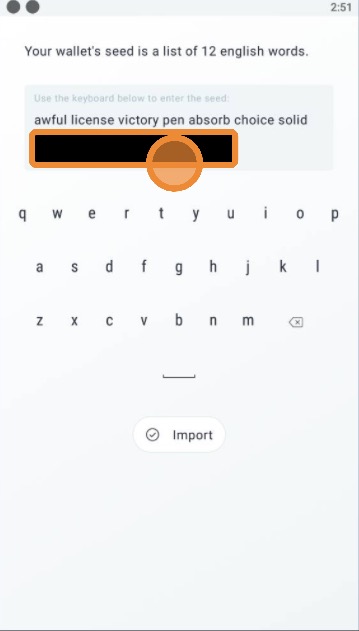 2:51
Your wallet's seed is a list of 12 english words.
Use the keyboard below to enter the seed:
awful license victory pen absorb choice solid
q w e r t y u i o p
a s d f g h j k l
z x c v b n m
Import